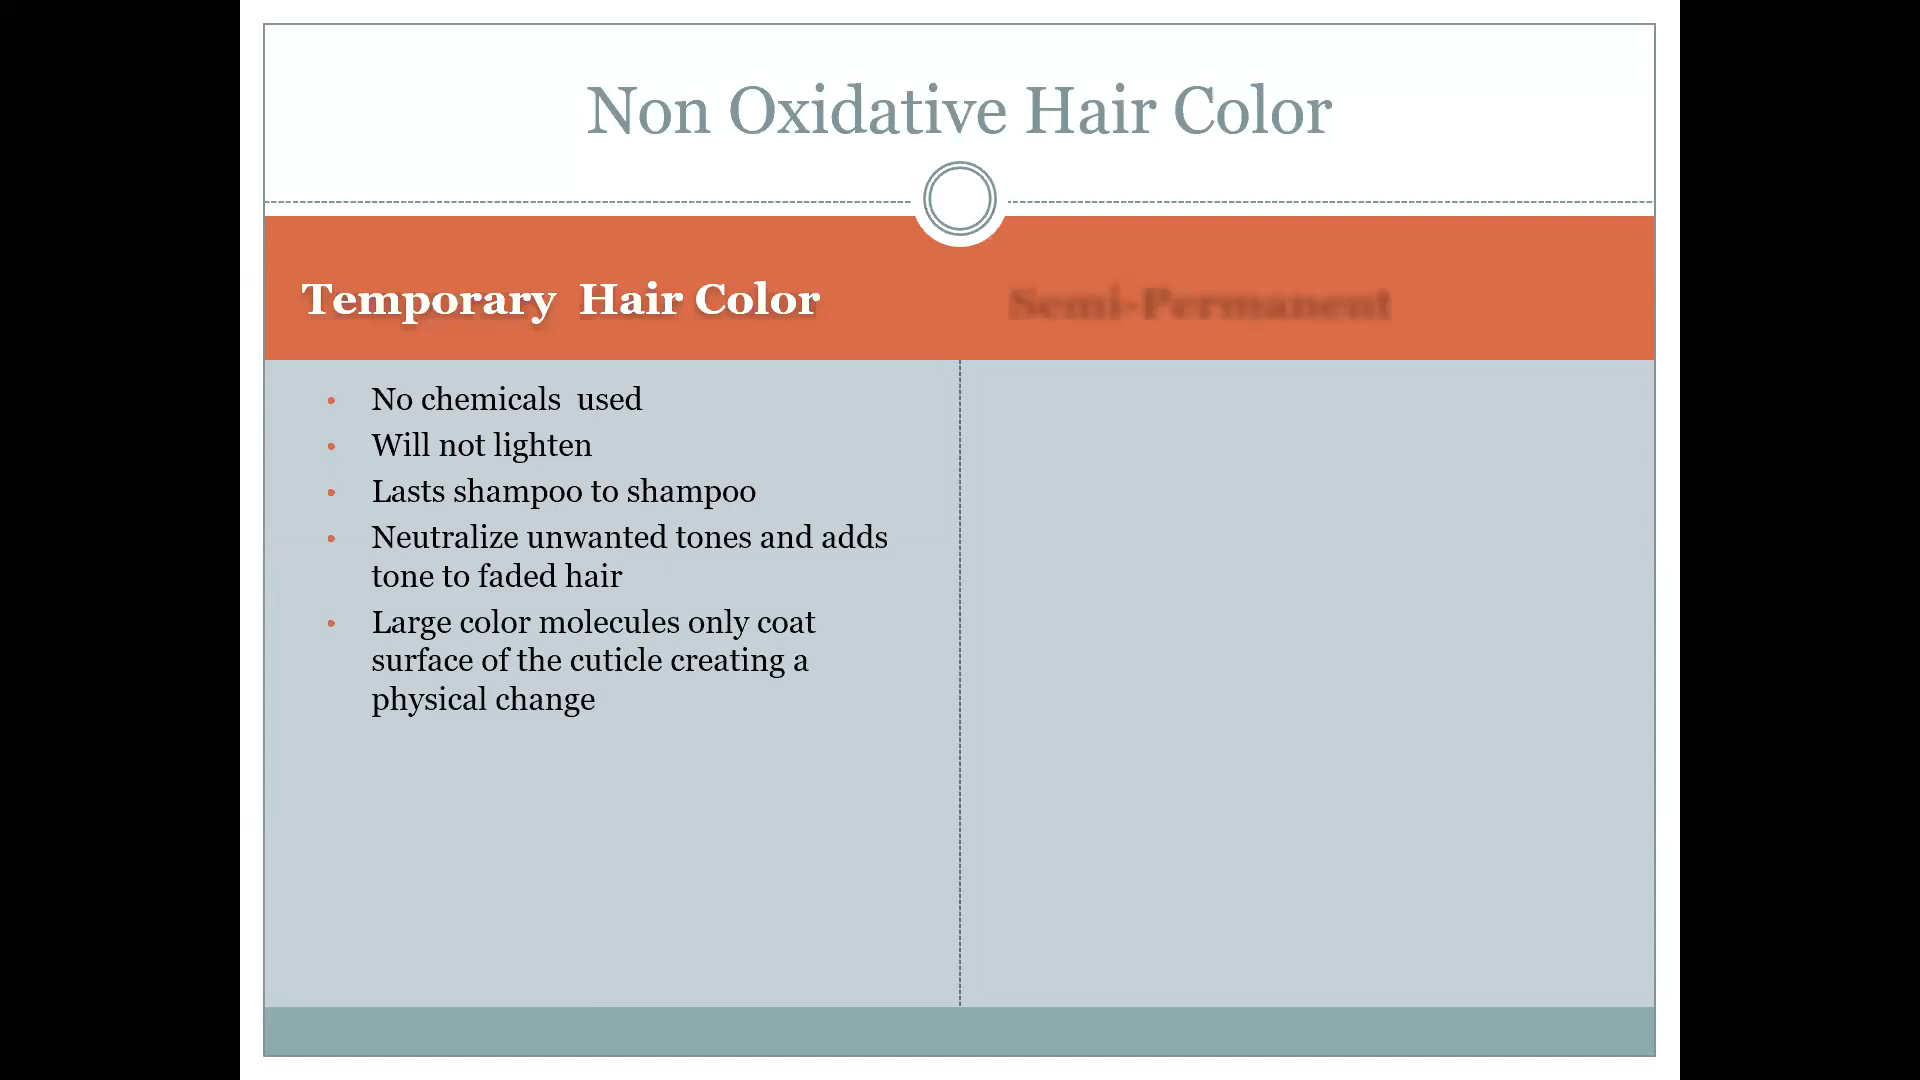 Non Oxidative Hair Color
Temporary  Hair Color
Semi-Permanent
• No chemicals  used
• Will not lighten
• Lasts shampoo to shampoo
• Neutralize unwanted tones and adds
tone to faded hair
• Large color molecules only coat
surface of the cuticle creating a
physical change